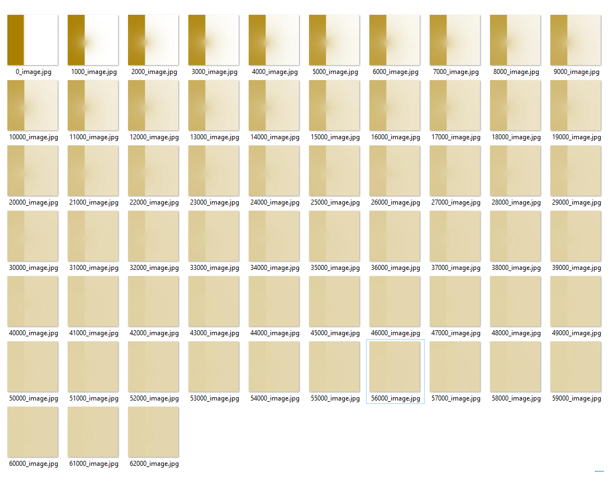 0_image.jpg 1000_image.jpg 2000_image.jpg 3000_image.jpg 4000_image.jpg 5000_image.jpg 6000_image.jpg 7000_image.jpg 8000_image.jpg 9000_image.jpg
10000_image.jpg 11000_image.jpg 12000_image.jpg 13000_image.jpg 14000_image.jpg 15000_image.jpg 16000_image.jpg 17000_image.jpg 18000_image.jpg 19000_image.jpg
20000_image.jpg 21000_image.jpg 22000_image.jpg 23000_image.jpg 24000_image.jpg 25000_image.jpg 26000_image.jpg 27000_image.jpg 28000_image.jpg 29000_image.jpg
30000_image.jpg 31000_image.jpg 32000_image.jpg 33000_image.jpg 34000_image.jpg 35000_image.jpg 36000_image.jpg 37000_image.jpg 38000_image.jpg 39000_image.jpg
40000_image.jpg 41000_image.jpg 42000_image.jpg 43000_image.jpg 44000_image.jpg 45000_image.jpg 46000_image.jpg 47000_image.jpg 48000_image.jpg 49000_image.jpg
50000_image.jpg 51000_image.jpg 52000_image.jpg 53000_image.jpg 54000_image.jpg 55000_image.jpg 56000_image.jpg 57000_image.jpg 58000_image.jpg 59000_image.jpg
60000_image.jpg 61000_image.jpg 62000_image.jpg